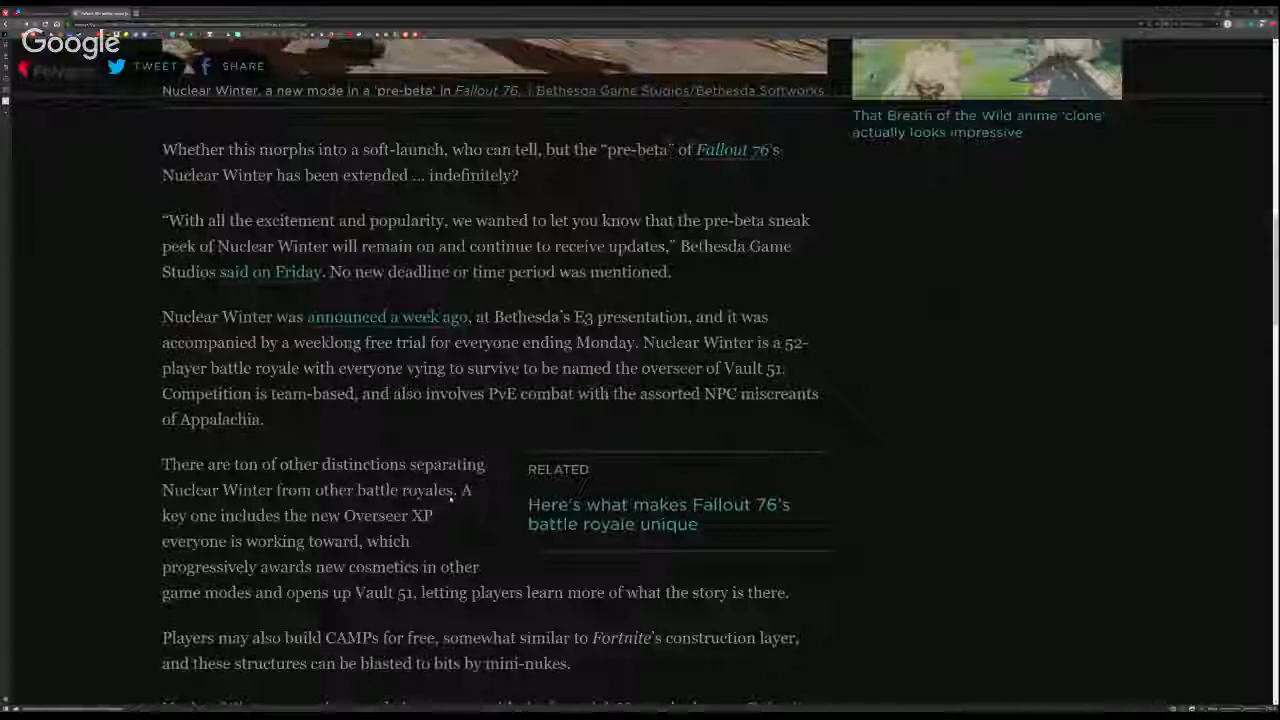 Google
TWEET
SHARE
Nuclear Winter, a new mode in a 'pre-beta' in Fallout 76. | Bethesda Game Studios/Bethesda Softworks
That Breath of the Wild anime 'clone'
actually looks impressive
Whether this morphs into a soft-launch, who can tell, but the “pre-beta” of Fallout 76's
Nuclear Winter has been extended ... indefinitely?
“With all the excitement and popularity, we wanted to let you know that the pre-beta sneak
peek of Nuclear Winter will remain on and continue to receive updates,” Bethesda Game
Studios said on Friday. No new deadline or time period was mentioned.
Nuclear Winter was announced a week ago, at Bethesda's E3 presentation, and it was
accompanied by a weeklong free trial for everyone ending Monday. Nuclear Winter is a 52-
player battle royale with everyone vying to survive to be named the overseer of Vault 51.
Competition is team-based, and also involves PvE combat with the assorted NPC miscreants
of Appalachia.
There are ton of other distinctions separating
Nuclear Winter from other battle royales. A
key one includes the new Overseer XP
everyone is working toward, which
progressively awards new cosmetics in other
game modes and opens up Vault 51, letting players learn more of what the story is there.
RELATED
Here's what makes Fallout 76's
battle royale unique
Players may also build CAMPs for free, somewhat similar to Fortnite's construction layer,
and these structures can be blasted to bits by mini-nukes.